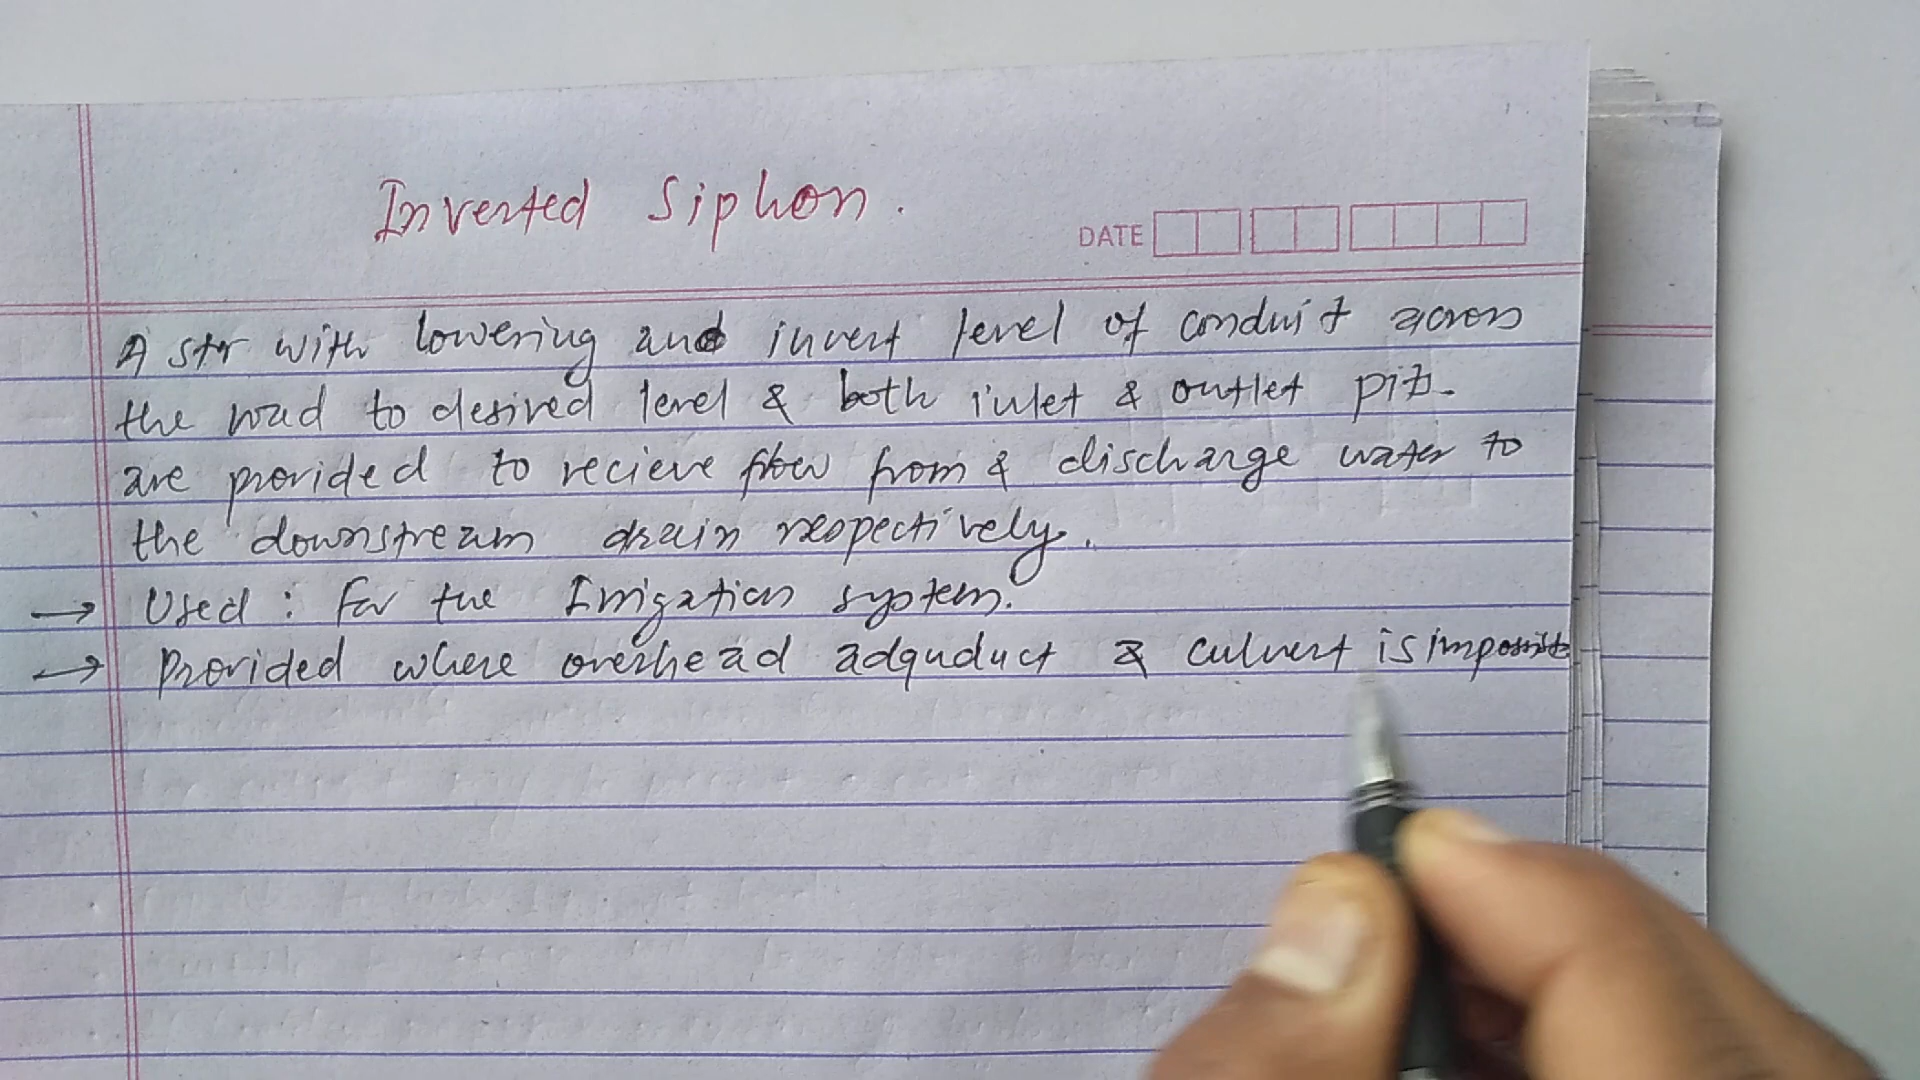 Inverted Siphon.
DATE
A str with lowering and invert level of conduit across
the road to desired level & both inlet & outlet pits
are provided to recieve flow from & discharge water to
the downstream drain respectively.
→ Used : For the Irrigation system.
→ Provided where overhead adquduct & culvert is impossible